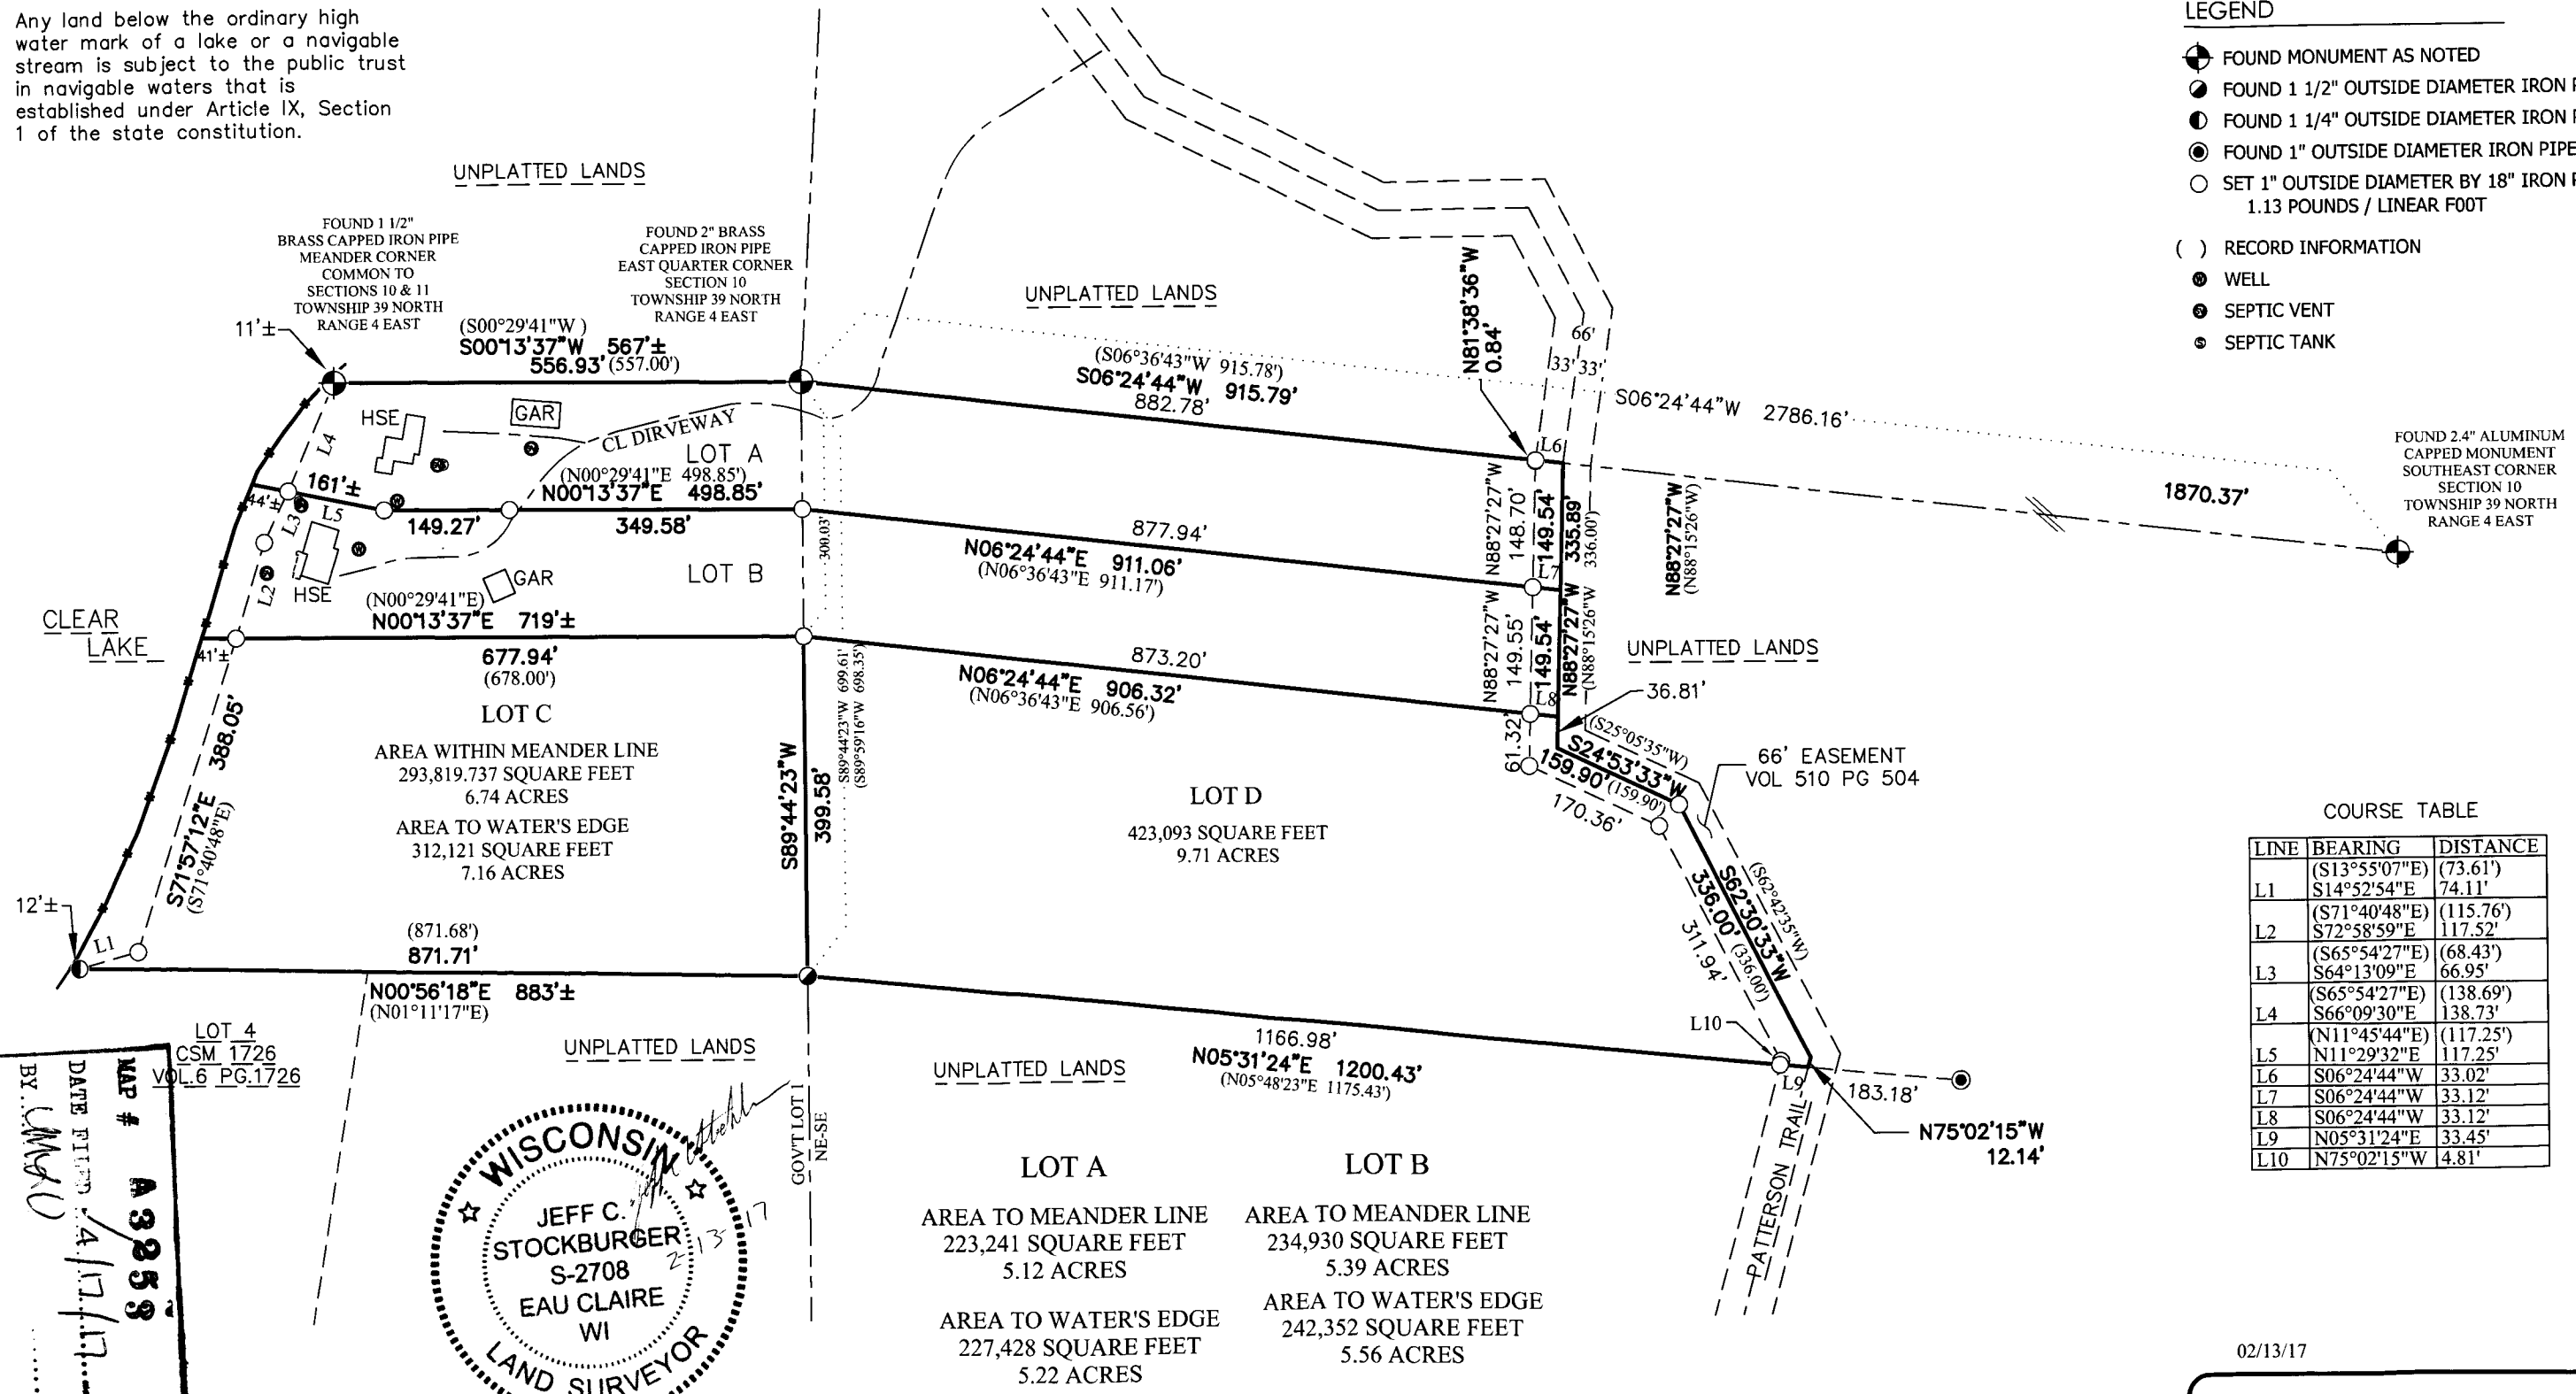 Any land below the ordinary high
water mark of a lake or a navigable
stream is subject to the public trust
in navigable waters that is
established under Article IX, Section
1 of the state constitution.
LEGEND
FOUND MONUMENT AS NOTED
FOUND 1 1/2" OUTSIDE DIAMETER IRON
FOUND 1 1/4" OUTSIDE DIAMETER IRON
FOUND 1" OUTSIDE DIAMETER IRON PIPE
SET 1" OUTSIDE DIAMETER BY 18" IRON
1.13 POUNDS / LINEAR FOOT
( ) RECORD INFORMATION
WELL
SEPTIC VENT
SEPTIC TANK
UNPLATTED LANDS
FOUND 1 1/2"
BRASS CAPPED IRON PIPE
MEANDER CORNER
COMMON TO
SECTIONS 10 & 11
TOWNSHIP 39 NORTH
RANGE 4 EAST
FOUND 2" BRASS
CAPPED IRON PIPE
EAST QUARTER CORNER
SECTION 10
TOWNSHIP 39 NORTH
RANGE 4 EAST
11'±
(S00°29'41"W )
S00°13'37"W 567'±
556.93' (557.00')
UNPLATTED LANDS
(S06°36'43"W 915.78')
S06°24'44"W 915.79'
882.78'
N81°38'36"W
0.84'
66'
33' 33'
S06°24'44"W 2786.16'
FOUND 2.4" ALUMINUM
CAPPED MONUMENT
SOUTHEAST CORNER
SECTION 10
TOWNSHIP 39 NORTH
RANGE 4 EAST
1870.37'
HSE
GAR
CL DIRVEWAY
LOT A
L4
161'±
44'±
L3
L5
(N00°29'41"E 498.85')
N00°13'37"E 498.85'
149.27'
349.58'
300.03'
877.94'
N06°24'44"E 911.06'
(N06°36'43"E 911.17')
L6
N88°27'27"W
148.70'
149.54'
335.89'
336.00')
N88°27'27"W
(N88°15'26"W)
L7
L2
HSE
GAR
LOT B
CLEAR
LAKE
(N00°29'41"E)
N00°13'37"E 719'±
41'±
677.94'
(678.00')
873.20'
N06°24'44"E 906.32'
(N06°36'43"E 906.56')
N88°27'27"W
149.55'
149.54'
N88°27'27"W
(N88°15'26"W
L8
UNPLATTED LANDS
36.81'
S71°57'12"E 388.05'
(S71°40'48"E)
LOT C
AREA WITHIN MEANDER LINE
293,819.737 SQUARE FEET
6.74 ACRES
AREA TO WATER'S EDGE
312,121 SQUARE FEET
7.16 ACRES
S89°44'23"W
399.58'
S89°44'23"W 699.61'
(S89°59'16"W 698.35')
LOT D
423,093 SQUARE FEET
9.71 ACRES
61.32'
(S25°05'35"W)
S24°53'33"W
159.90' (159.90')
170.36'
66' EASEMENT
VOL 510 PG 504
S62°30'33"W
(S62°42'35"W)
336.00' (336.00')
311.94'
12'±
L1
(871.68')
871.71'
N00°56'18"E 883'±
(N01°11'17"E)
LOT 4
CSM 1726
VOL.6 PG.1726
UNPLATTED LANDS
UNPLATTED LANDS
1166.98'
N05°31'24"E 1200.43'
(N05°48'23"E 1175.43')
L10
L9
183.18'
N75°02'15"W
12.14'
PATTERSON TRAIL
GOV'T LOT 1
NE-SE
COURSE TABLE
LINE BEARING DISTANCE
(S13°55'07"E) (73.61')
L1 S14°52'54"E 74.11'
(S71°40'48"E) (115.76')
L2 S72°58'59"E 117.52'
(S65°54'27"E) (68.43')
L3 S64°13'09"E 66.95'
(S65°54'27"E) (138.69')
L4 S66°09'30"E 138.73'
(N11°45'44"E) (117.25')
L5 N11°29'32"E 117.25'
L6 S06°24'44"W 33.02'
L7 S06°24'44"W 33.12'
L8 S06°24'44"W 33.12'
L9 N05°31'24"E 33.45'
L10 N75°02'15"W 4.81'
MAP # A3253
DATE FILED 4/17/17
BY
WISCONSIN
JEFF C.
STOCKBURGER
S-2708
EAU CLAIRE
WI
LAND SURVEYOR
2-13-17
LOT A
AREA TO MEANDER LINE
223,241 SQUARE FEET
5.12 ACRES
AREA TO WATER'S EDGE
227,428 SQUARE FEET
5.22 ACRES
LOT B
AREA TO MEANDER LINE
234,930 SQUARE FEET
5.39 ACRES
AREA TO WATER'S EDGE
242,352 SQUARE FEET
5.56 ACRES
02/13/17